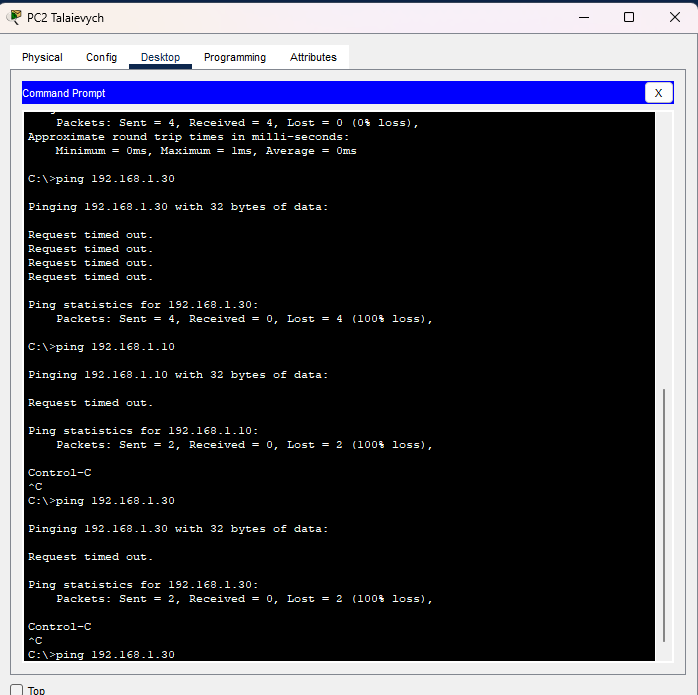 PC2 Talaievych
Physical Config Desktop Programming Attributes
Command Prompt X
Packets: Sent = 4, Received = 4, Lost = 0 (0% loss),
Approximate round trip times in milli-seconds:
Minimum = 0ms, Maximum = 1ms, Average = 0ms
C:\>ping 192.168.1.30
Pinging 192.168.1.30 with 32 bytes of data:
Request timed out.
Request timed out.
Request timed out.
Request timed out.
Ping statistics for 192.168.1.30:
Packets: Sent = 4, Received = 0, Lost = 4 (100% loss),
C:\>ping 192.168.1.10
Pinging 192.168.1.10 with 32 bytes of data:
Request timed out.
Ping statistics for 192.168.1.10:
Packets: Sent = 2, Received = 0, Lost = 2 (100% loss),
Control-C
^C
C:\>ping 192.168.1.30
Pinging 192.168.1.30 with 32 bytes of data:
Request timed out.
Ping statistics for 192.168.1.30:
Packets: Sent = 2, Received = 0, Lost = 2 (100% loss),
Control-C
^C
C:\>ping 192.168.1.30
Top